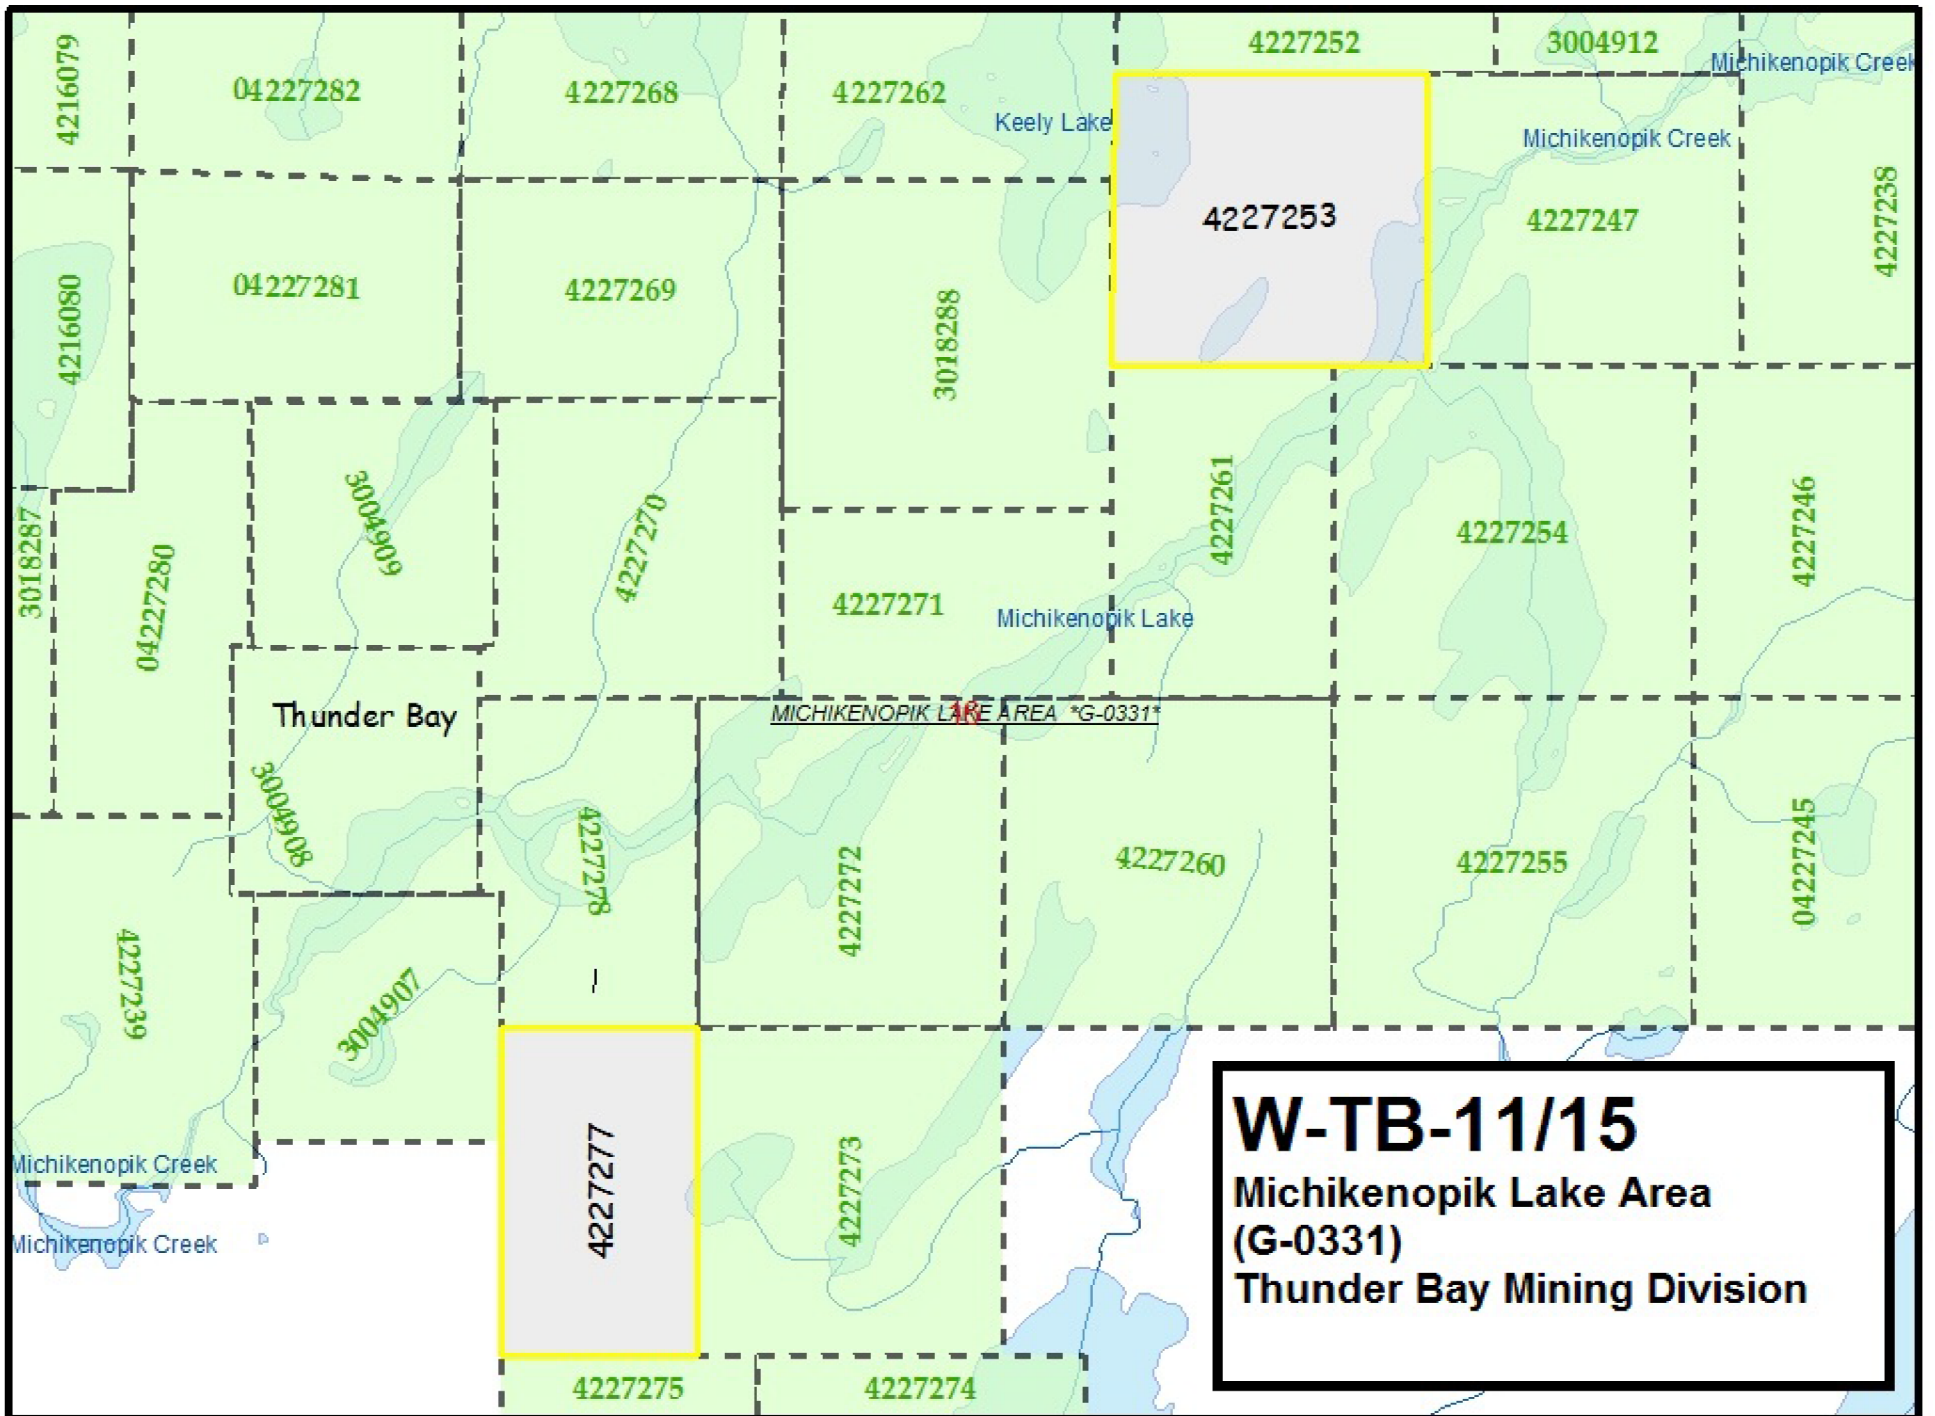 4227252
3004912
Michikenopik Creek
4216079
04227282
4227268
4227262
Keely Lake
Michikenopik Creek
4227253
4227247
4227238
4216080
04227281
4227269
3018288
3018287
04227280
3004909
4227270
4227271
4227261
4227254
4227246
Michikenopik Lake
Thunder Bay
MICHIKENOPIK LAKE AREA *G-0331*
3004908
4227278
4227272
4227260
4227255
04227245
4227239
3004907
Michikenopik Creek
Michikenopik Creek
4227277
4227273
W-TB-11/15
Michikenopik Lake Area
(G-0331)
Thunder Bay Mining Division
4227275
4227274